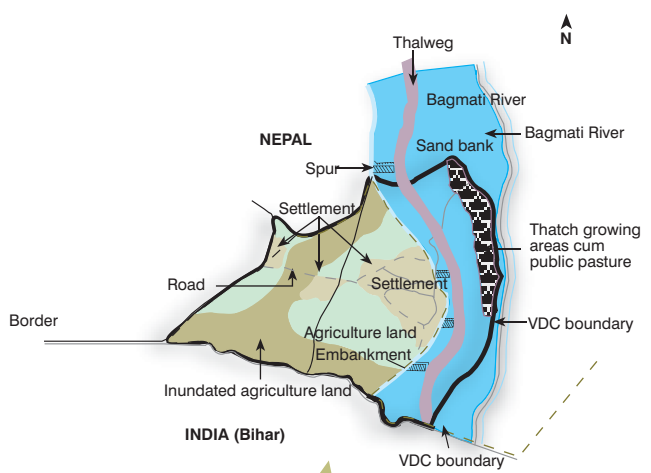 N
Thalweg
Bagmati River
Bagmati River
Sand bank
NEPAL
Spur
Settlement
Thatch growing
areas cum
public pasture
Road
Settlement
Border
VDC boundary
Agriculture land
Embankment
Inundated agriculture land
INDIA (Bihar)
VDC boundary